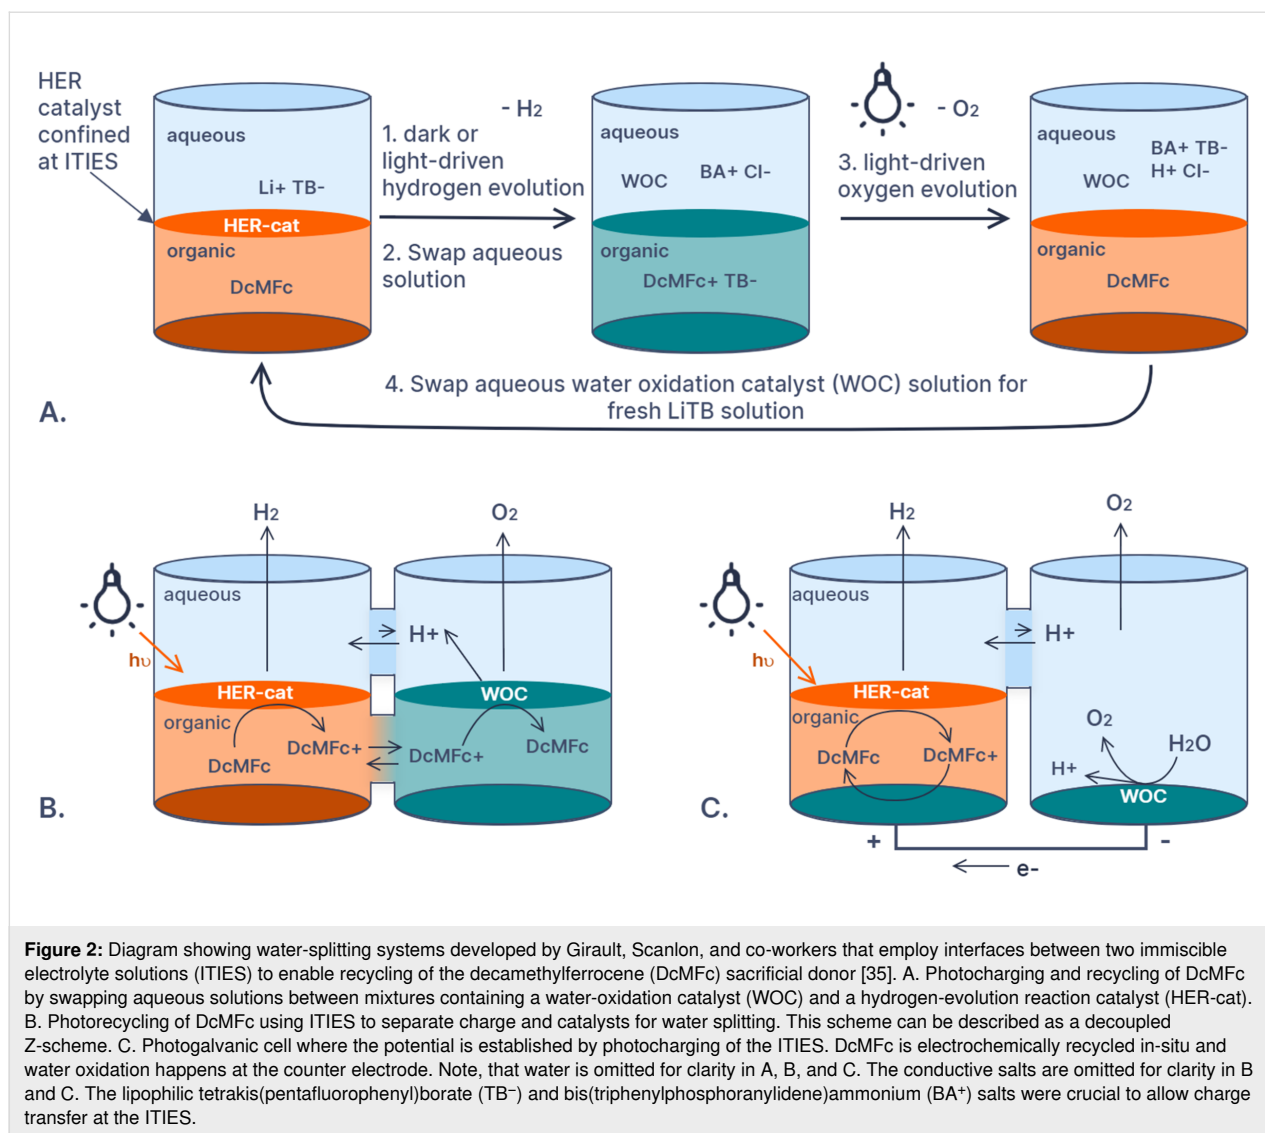 HER
catalyst
confined
at ITIES
aqueous
Li+ TB-
HER-cat
organic
DcMFc
- H2
1. dark or
light-driven
hydrogen evolution
2. Swap aqueous
solution
aqueous
WOC
BA+ Cl-
organic
DcMFc+ TB-
- O2
3. light-driven
oxygen evolution
aqueous
BA+ TB-
H+ Cl-
WOC
organic
DcMFc
4. Swap aqueous water oxidation catalyst (WOC) solution for
fresh LiTB solution
A.
H2
O2
aqueous
hυ
H+
HER-cat
WOC
organic
DcMFc+
DcMFc
DcMFc+
DcMFc
B.
H2
O2
aqueous
hυ
H+
HER-cat
organic
DcMFc
DcMFc+
O2
H2O
H+
WOC
C.
+
-
e-
Figure 2: Diagram showing water-splitting systems developed by Girault, Scanlon, and co-workers that employ interfaces between two immiscible
electrolyte solutions (ITIES) to enable recycling of the decamethylferrocene (DcMFc) sacrificial donor [35]. A. Photocharging and recycling of DcMFc
by swapping aqueous solutions between mixtures containing a water-oxidation catalyst (WOC) and a hydrogen-evolution reaction catalyst (HER-cat).
B. Photorecycling of DcMFc using ITIES to separate charge and catalysts for water splitting. This scheme can be described as a decoupled
Z-scheme. C. Photogalvanic cell where the potential is established by photocharging of the ITIES. DcMFc is electrochemically recycled in-situ and
water oxidation happens at the counter electrode. Note, that water is omitted for clarity in A, B, and C. The conductive salts are omitted for clarity in B
and C. The lipophilic tetrakis(pentafluorophenyl)borate (TB⁻) and bis(triphenylphosphoranylidene)ammonium (BA⁺) salts were crucial to allow charge
transfer at the ITIES.